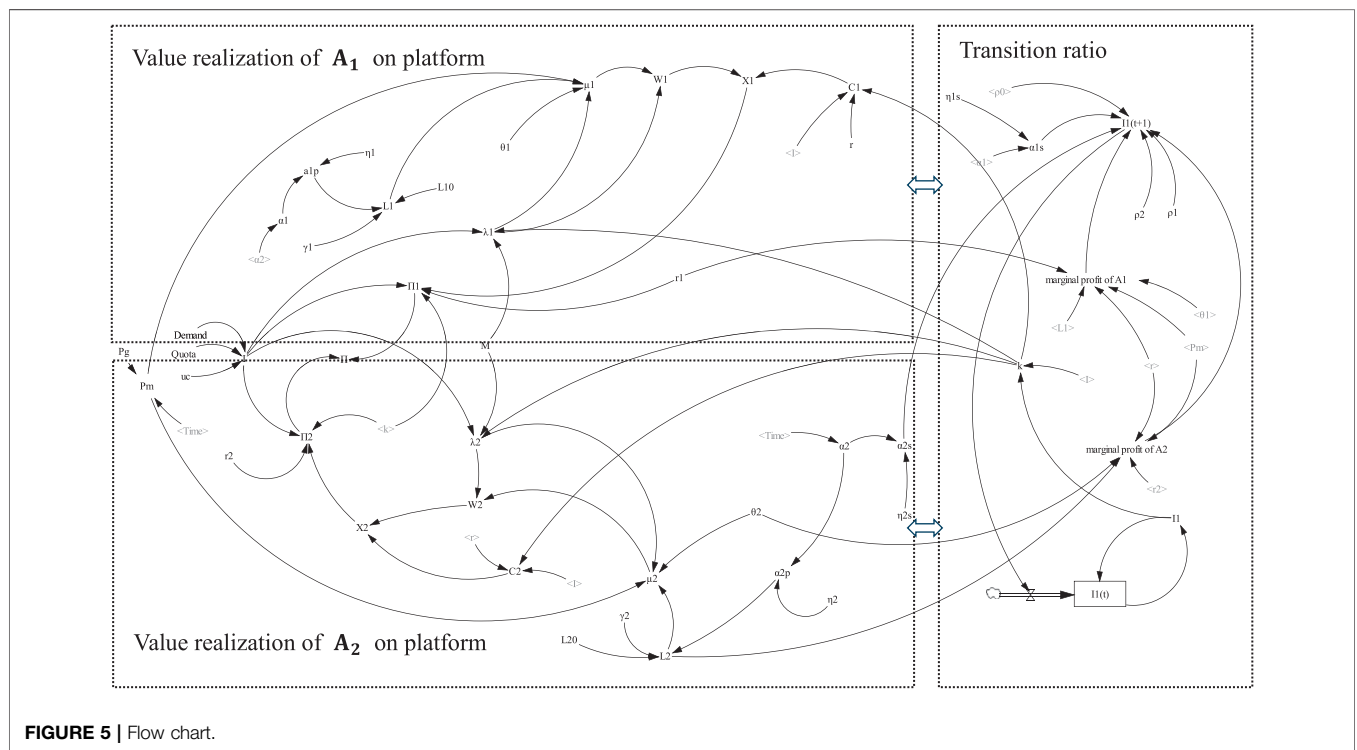 Value realization of A₁ on platform
Transition ratio
μ1
W1
X1
C1
θ1
<l>
r
η1
a1p
L10
L1
α1
γ1
<α2>
λ1
Π1
r1
M
η1s
<ρ0>
I1(t+1)
α1s
<α1>
ρ2
ρ1
marginal profit of A1
<L1>
<θ1>
<Pm>
<r>
Demand
Quota
uc
Pg
Pm
<Time>
Π
k
<l>
Π2
<k>
r2
λ2
<Time>
α2
α2s
marginal profit of A2
<r2>
W2
X2
η2s
θ2
<r>
C2
<l>
μ2
α2p
η2
I1
I1(t)
γ2
L20
L2
Value realization of A₂ on platform
FIGURE 5 | Flow chart.